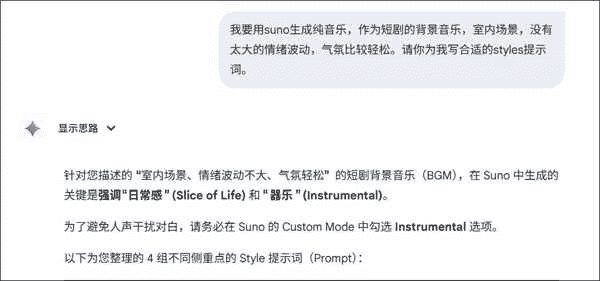 我要用suno生成纯音乐，作为短剧的背景音乐，室内场景，没有
太大的情绪波动，气氛比较轻松。请你为我写合适的styles提示
词。
显示思路
针对您描述的“室内场景、情绪波动不大、气氛轻松”的短剧背景音乐（BGM），在 Suno 中生成的
关键是强调“日常感”(Slice of Life) 和 “器乐”(Instrumental)。
为了避免人声干扰对白，请务必在 Suno 的 Custom Mode 中勾选 Instrumental 选项。
以下为您整理的 4 组不同侧重点的 Style 提示词（Prompt）：